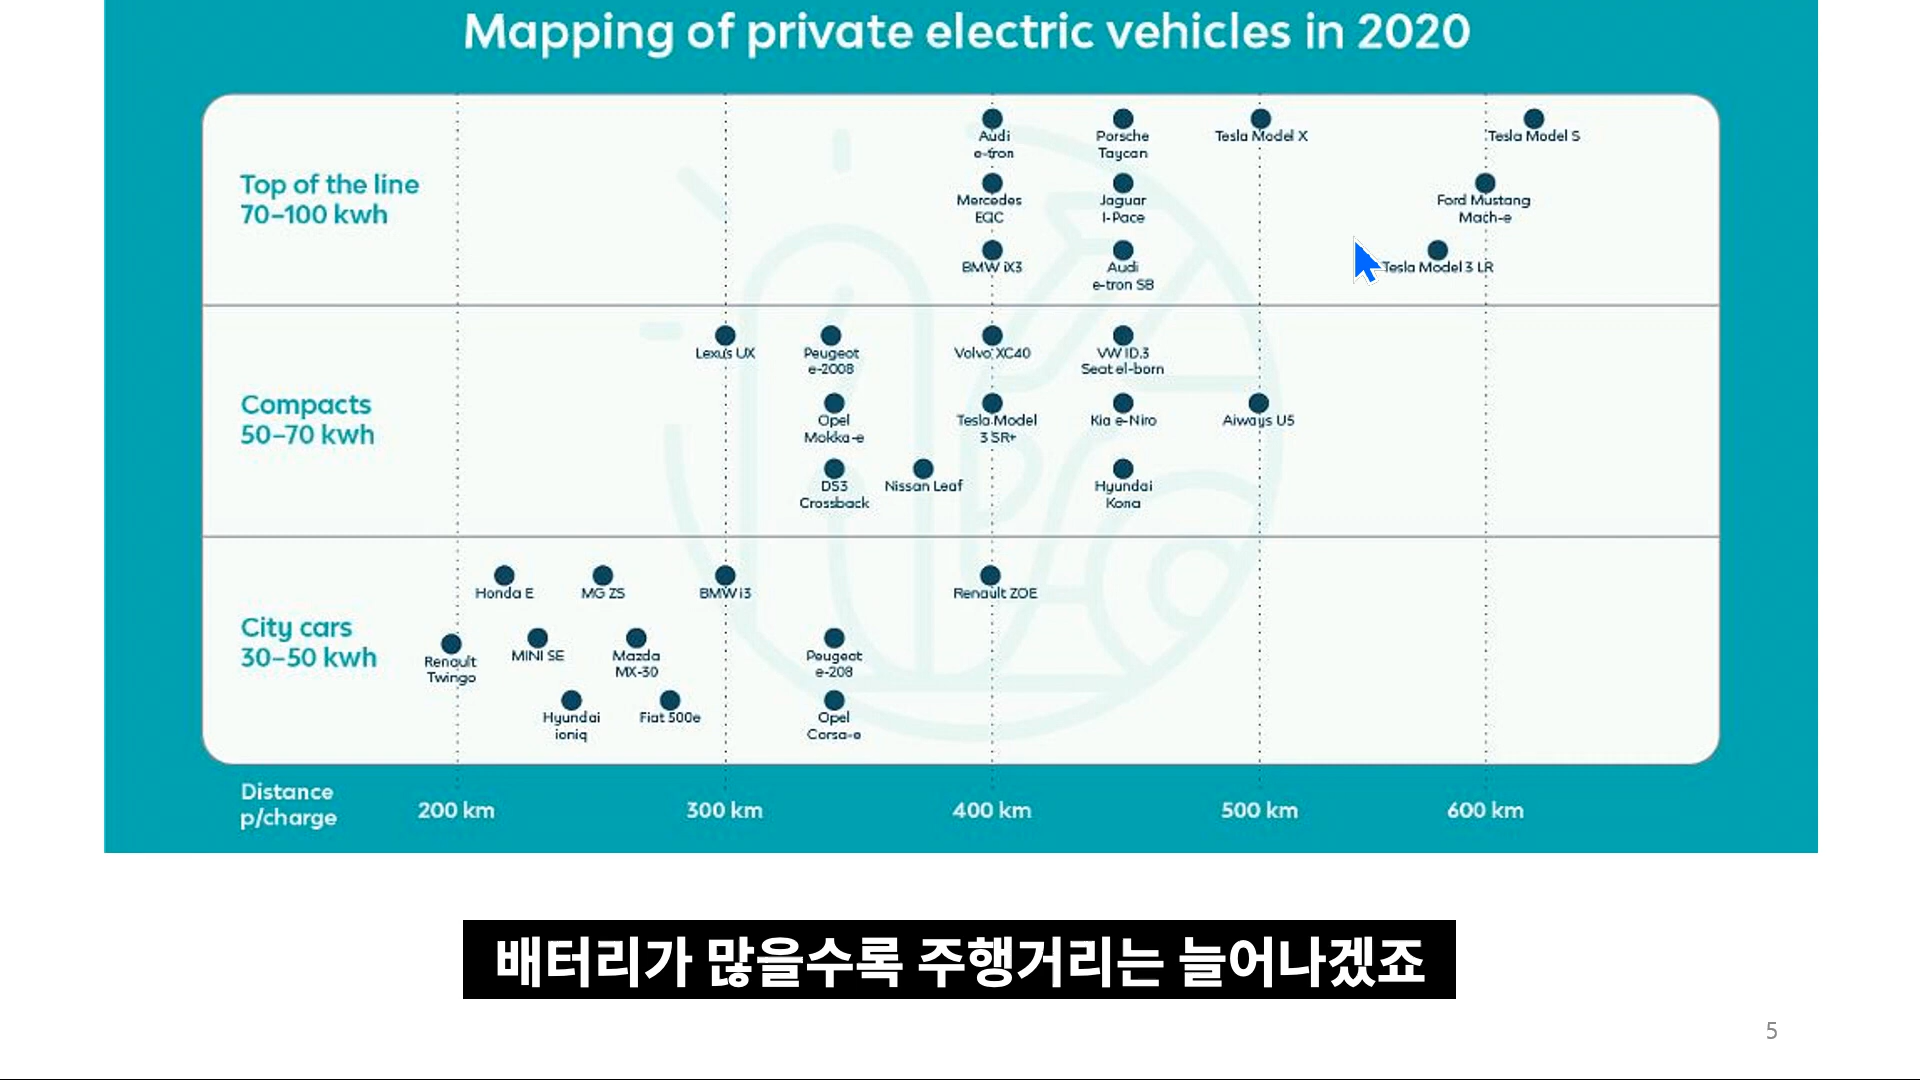 Mapping of private electric vehicles in 2020
Top of the line
70–100 kwh
Audi
e-tron
Porsche
Taycan
Tesla Model X
Tesla Model S
Mercedes
EQC
Jaguar
I-Pace
Ford Mustang
Mach-e
BMW iX3
Audi
e-tron SB
Tesla Model 3 LR
Compacts
50–70 kwh
Lexus UX
Peugeot
e-2008
Volvo XC40
VW ID.3
Seat el-born
Opel
Mokka-e
Tesla Model
3 SR+
Kia e-Niro
Aiways U5
DS3
Crossback
Nissan Leaf
Hyundai
Kona
City cars
30–50 kwh
Honda E
MG ZS
BMW i3
Renault ZOE
Renault
Twingo
MINI SE
Mazda
MX-30
Peugeot
e-208
Hyundai
ioniq
Fiat 500e
Opel
Corsa-e
Distance
p/charge
200 km
300 km
400 km
500 km
600 km
배터리가 많을수록 주행거리는 늘어나겠죠
5